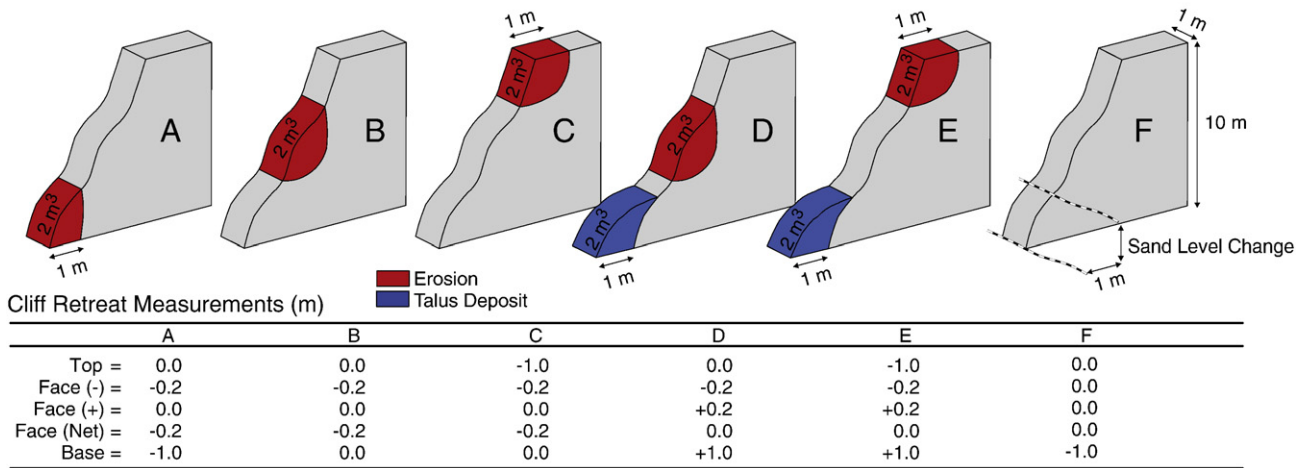 1 m
1 m
1 m
2 m³
2 m³
A
B
C
D
E
F
10 m
2 m³
2 m³
2 m³
2 m³
2 m³
1 m
1 m
1 m
1 m
Sand Level Change
Erosion
Talus Deposit
Cliff Retreat Measurements (m)
A B C D E F
Top = 0.0 0.0 -1.0 0.0 -1.0 0.0
Face (-) = -0.2 -0.2 -0.2 -0.2 -0.2 0.0
Face (+) = 0.0 0.0 0.0 +0.2 +0.2 0.0
Face (Net) = -0.2 -0.2 -0.2 0.0 0.0 0.0
Base = -1.0 0.0 0.0 +1.0 +1.0 -1.0